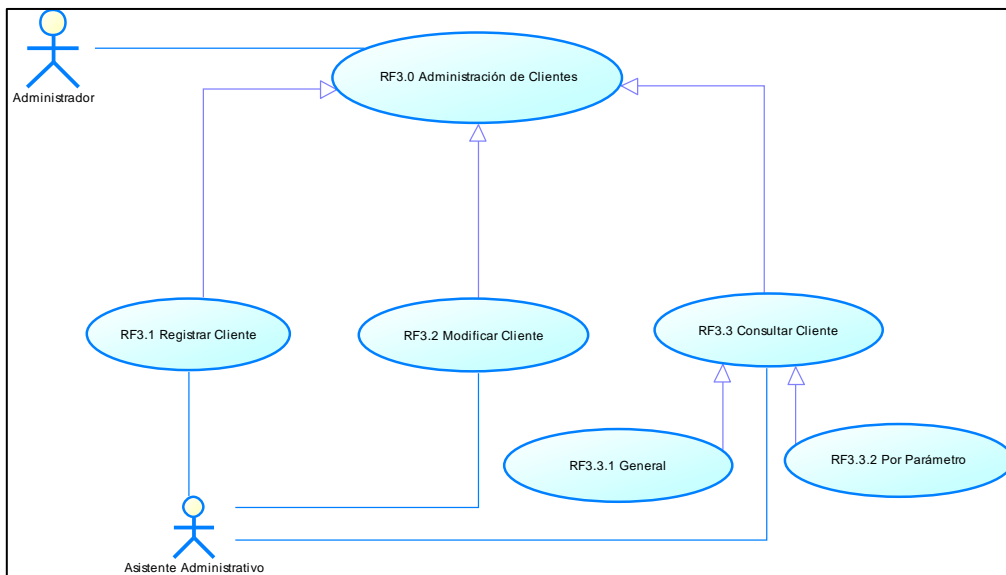 RF3.0 Administración de Clientes
Administrador
RF3.1 Registrar Cliente
RF3.2 Modificar Cliente
RF3.3 Consultar Cliente
RF3.3.1 General
RF3.3.2 Por Parámetro
Asistente Administrativo